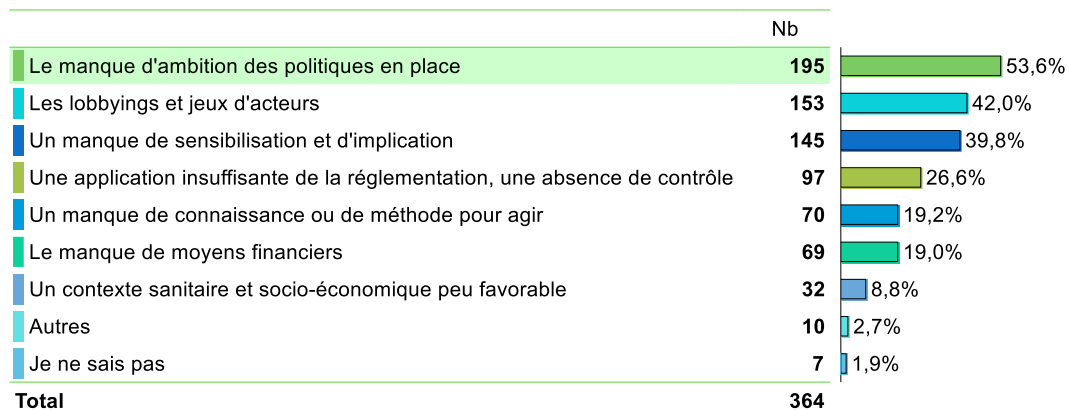 Nb
Le manque d'ambition des politiques en place 195 53,6%
Les lobbyings et jeux d'acteurs 153 42,0%
Un manque de sensibilisation et d'implication 145 39,8%
Une application insuffisante de la réglementation, une absence de contrôle 97 26,6%
Un manque de connaissance ou de méthode pour agir 70 19,2%
Le manque de moyens financiers 69 19,0%
Un contexte sanitaire et socio-économique peu favorable 32 8,8%
Autres 10 2,7%
Je ne sais pas 7 1,9%
Total 364